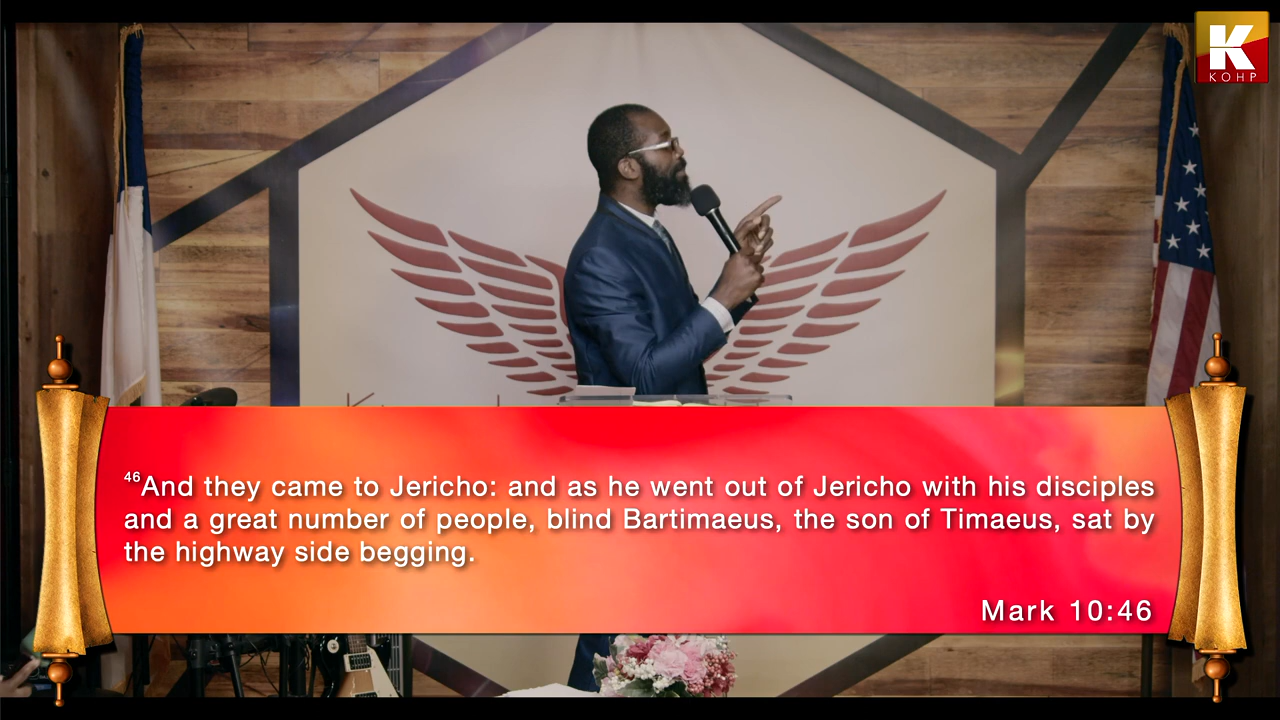 K
KOHP
46And they came to Jericho: and as he went out of Jericho with his disciples
and a great number of people, blind Bartimaeus, the son of Timaeus, sat by
the highway side begging.
Mark 10:46